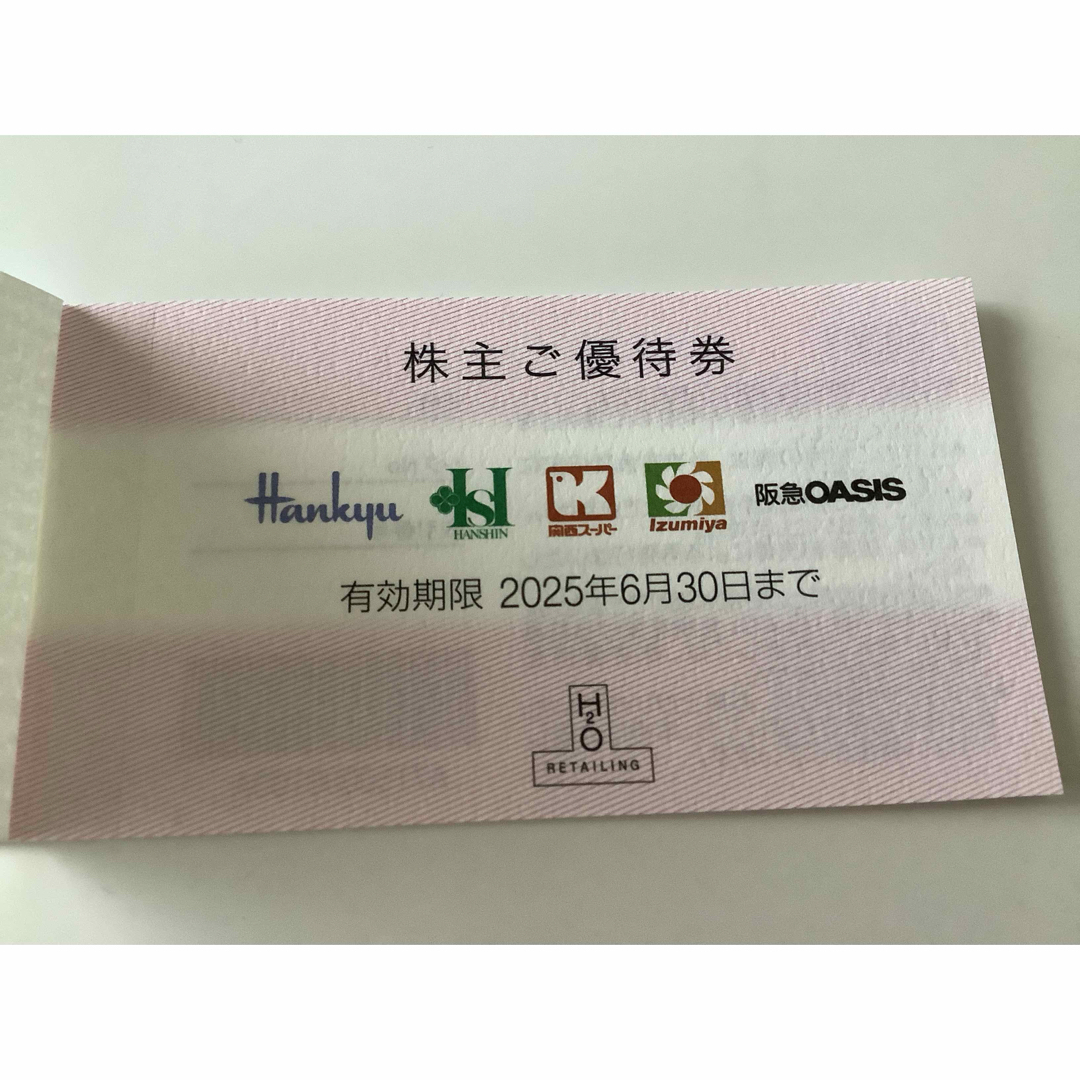 株主ご優待券
Hankyu HSI HANSHIN K 関西スーパー Izumiya 阪急OASIS
有効期限 2025年6月30日まで
H2O
RETAILING